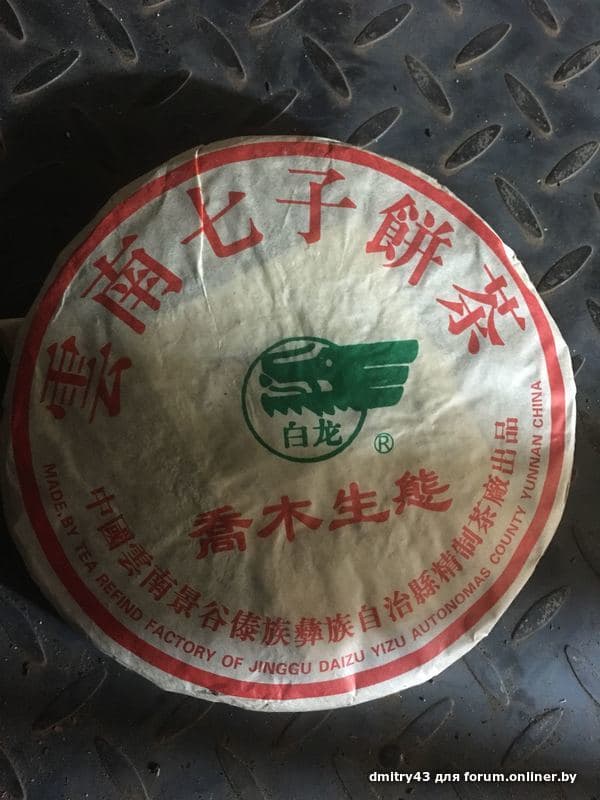 雲南七子餅茶
白龙
®
喬木生態
中國雲南景谷傣族彝族自治縣精制茶廠出品
MADE.BY TEA REFIND FACTORY OF JINGGU DAIZU YIZU AUTONOMAS COUNTY YUNNAN CHINA
dmitry43 для forum.onliner.by